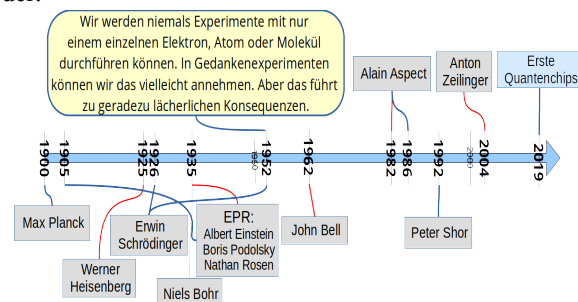 Wir werden niemals Experimente mit nur
einem einzelnen Elektron, Atom oder Molekül
durchführen können. In Gedankenexperimenten
können wir das vielleicht annehmen. Aber das führt
zu geradezu lächerlichen Konsequenzen.
Alain Aspect
Anton
Zeilinger
Erste
Quantenchips
1900
1905
1925
1926
1935
1950
1952
1962
1982
1986
1992
2000
2004
2019
Max Planck
Werner
Heisenberg
Erwin
Schrödinger
Niels Bohr
EPR:
Albert Einstein
Boris Podolsky
Nathan Rosen
John Bell
Peter Shor